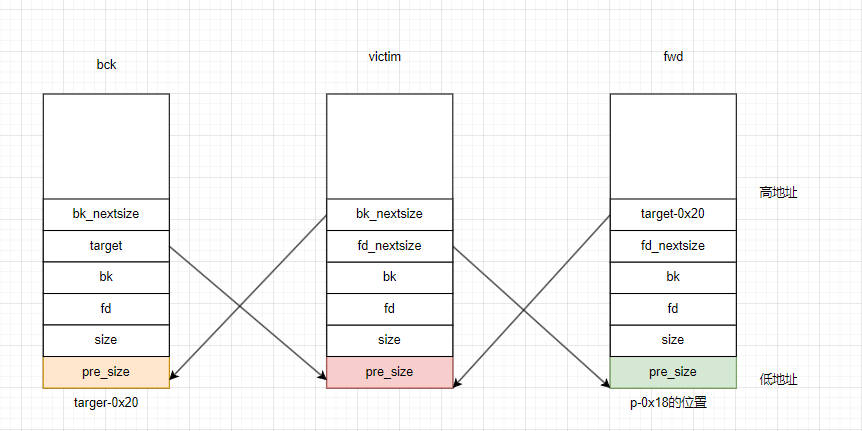 bck
victim
fwd
高地址
bk_nextsize
bk_nextsize
target-0x20
target
fd_nextsize
fd_nextsize
bk
bk
bk
fd
fd
fd
size
size
size
pre_size
pre_size
pre_size
低地址
targer-0x20
p-0x18的位置